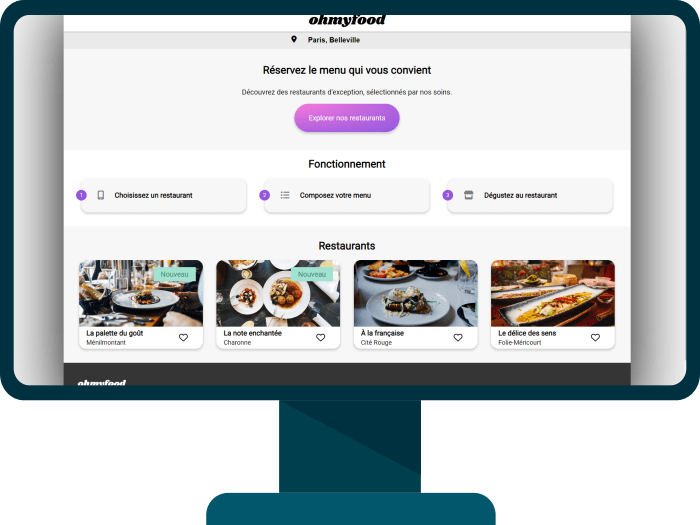 ohmyfood
Paris, Belleville
Réservez le menu qui vous convient
Découvrez des restaurants d'exception, sélectionnés par nos soins.
Explorer nos restaurants
Fonctionnement
1 Choisissez un restaurant
2 Composez votre menu
3 Dégustez au restaurant
Restaurants
Nouveau
Nouveau
La palette du goût
Ménilmontant
La note enchantée
Charonne
À la française
Cité Rouge
Le délice des sens
Folie-Méricourt
ohmyfood